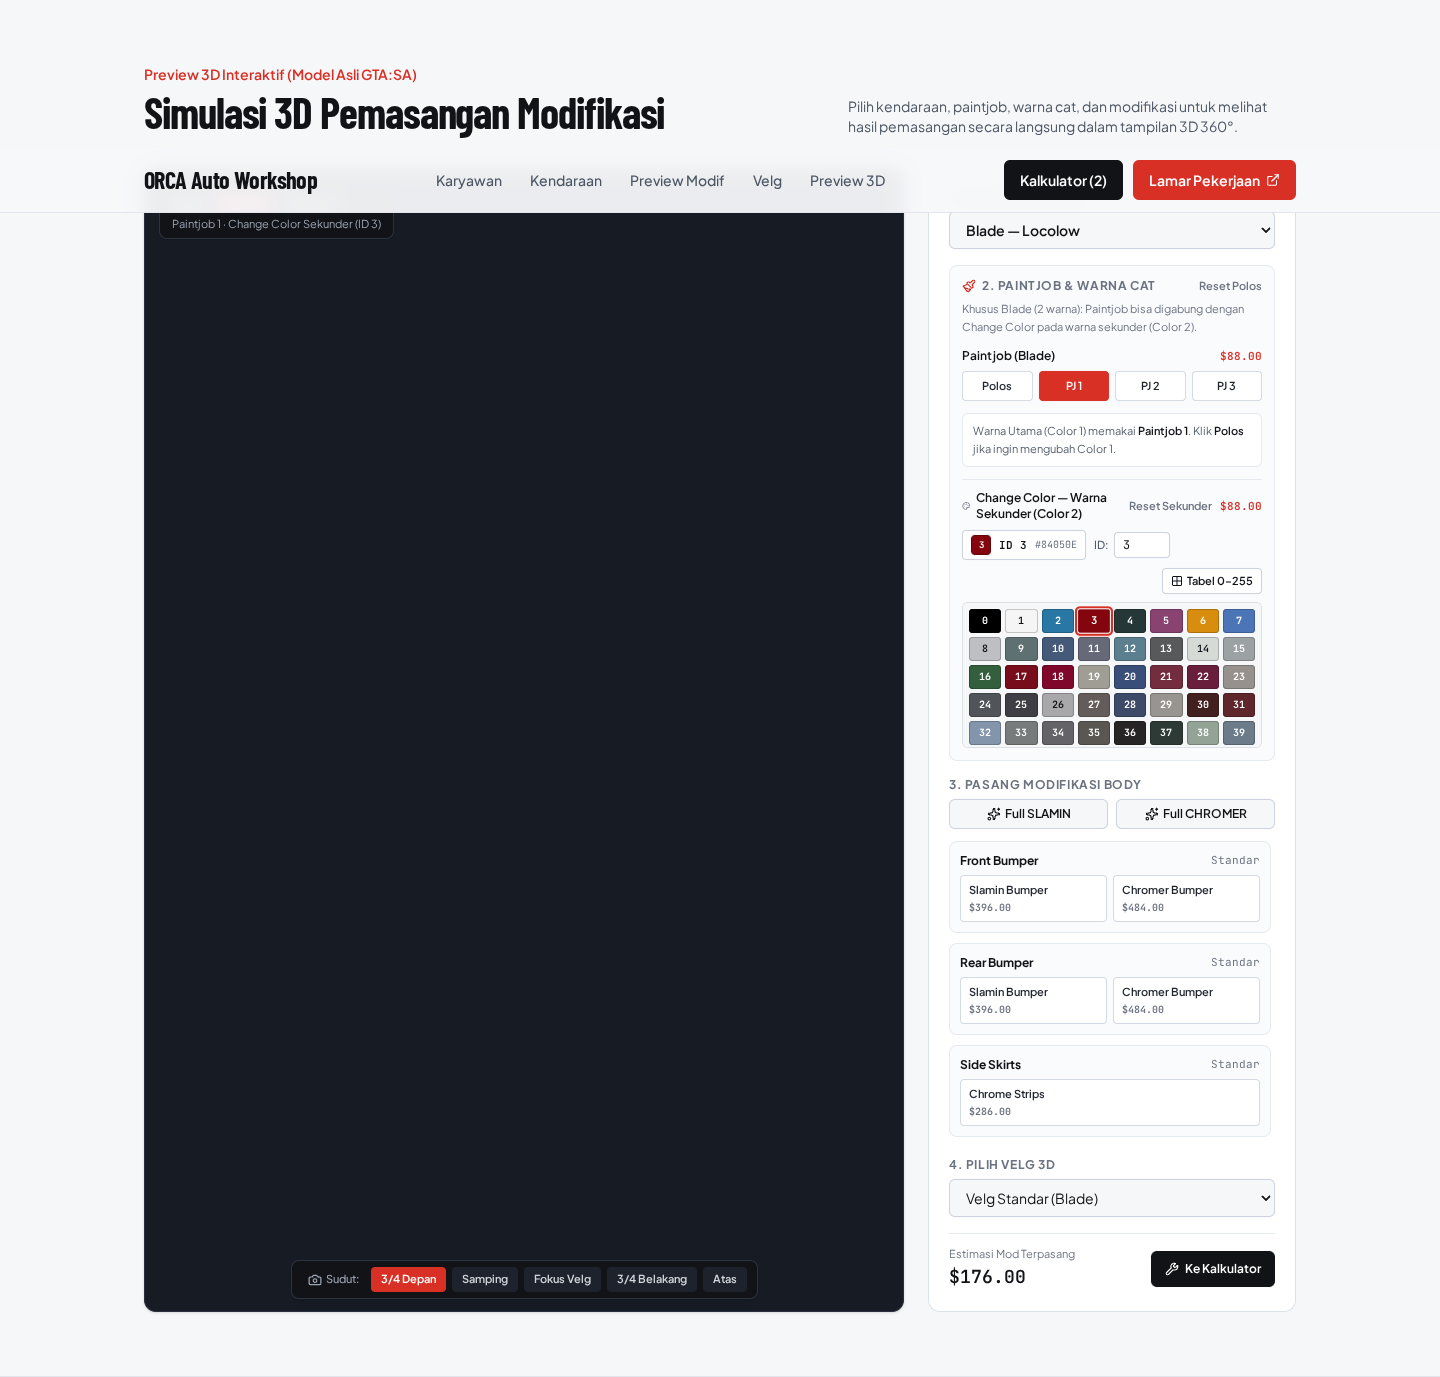 Preview 3D Interaktif (Model Asli GTA:SA)
Simulasi 3D Pemasangan Modifikasi
Pilih kendaraan, paintjob, warna cat, dan modifikasi untuk melihat
hasil pemasangan secara langsung dalam tampilan 3D 360°.
ORCA Auto Workshop
Karyawan
Kendaraan
Preview Modif
Velg
Preview 3D
Kalkulator (2)
Lamar Pekerjaan
Paintjob 1 · Change Color Sekunder (ID 3)
Sudut:
3/4 Depan
Samping
Fokus Velg
3/4 Belakang
Atas
Blade — Locolow
2. PAINTJOB & WARNA CAT
Reset Polos
Khusus Blade (2 warna): Paintjob bisa digabung dengan
Change Color pada warna sekunder (Color 2).
Paintjob (Blade)
$88.00
Polos
PJ 1
PJ 2
PJ 3
Warna Utama (Color 1) memakai Paintjob 1. Klik Polos
jika ingin mengubah Color 1.
Change Color — Warna
Sekunder (Color 2)
Reset Sekunder
$88.00
3
ID 3
#84050E
ID:
3
Tabel 0–255
0 1 2 3 4 5 6 7
8 9 10 11 12 13 14 15
16 17 18 19 20 21 22 23
24 25 26 27 28 29 30 31
32 33 34 35 36 37 38 39
3. PASANG MODIFIKASI BODY
Full SLAMIN
Full CHROMER
Front Bumper
Standar
Slamin Bumper
$396.00
Chromer Bumper
$484.00
Rear Bumper
Standar
Slamin Bumper
$396.00
Chromer Bumper
$484.00
Side Skirts
Standar
Chrome Strips
$286.00
4. PILIH VELG 3D
Velg Standar (Blade)
Estimasi Mod Terpasang
$176.00
Ke Kalkulator